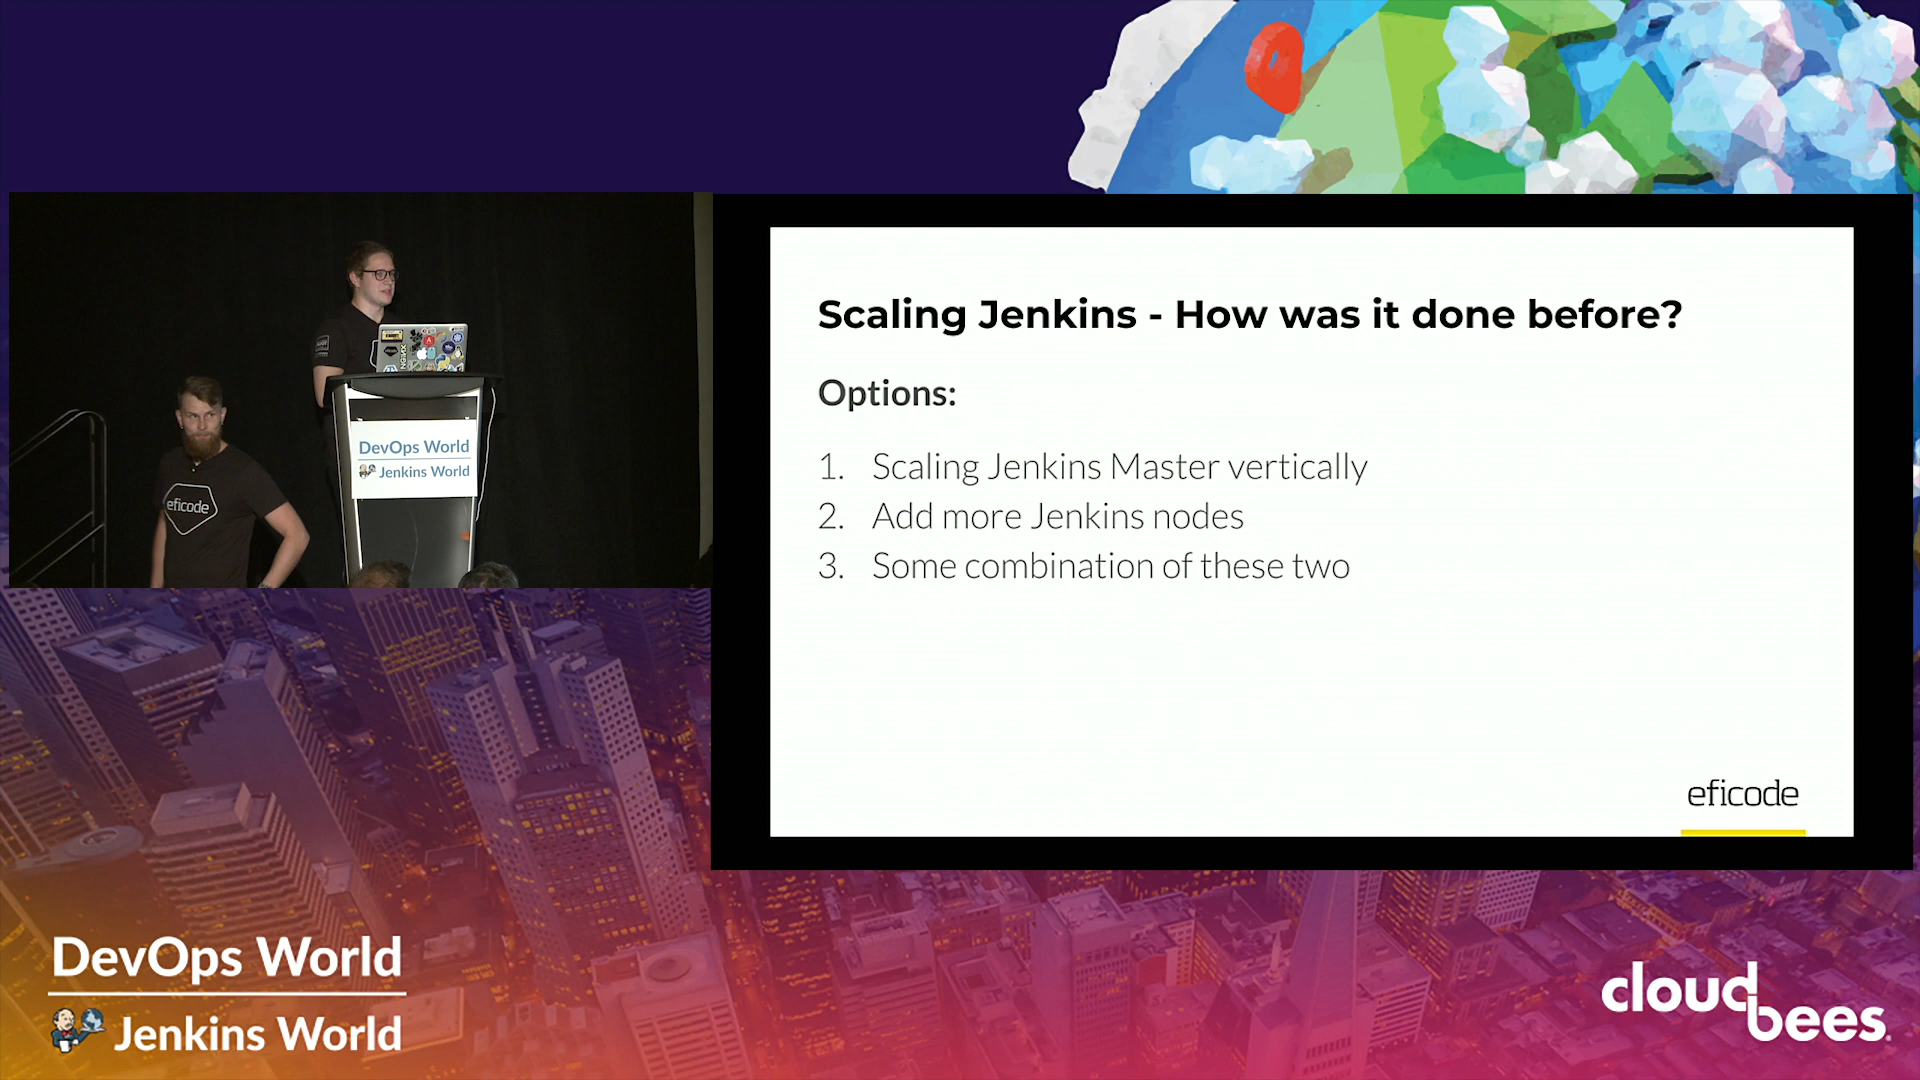 Scaling Jenkins - How was it done before?
Options:
1. Scaling Jenkins Master vertically
2. Add more Jenkins nodes
3. Some combination of these two
eficode
eficode
DevOps World
Jenkins World
NGINX
DevOps World
Jenkins World
cloudbees